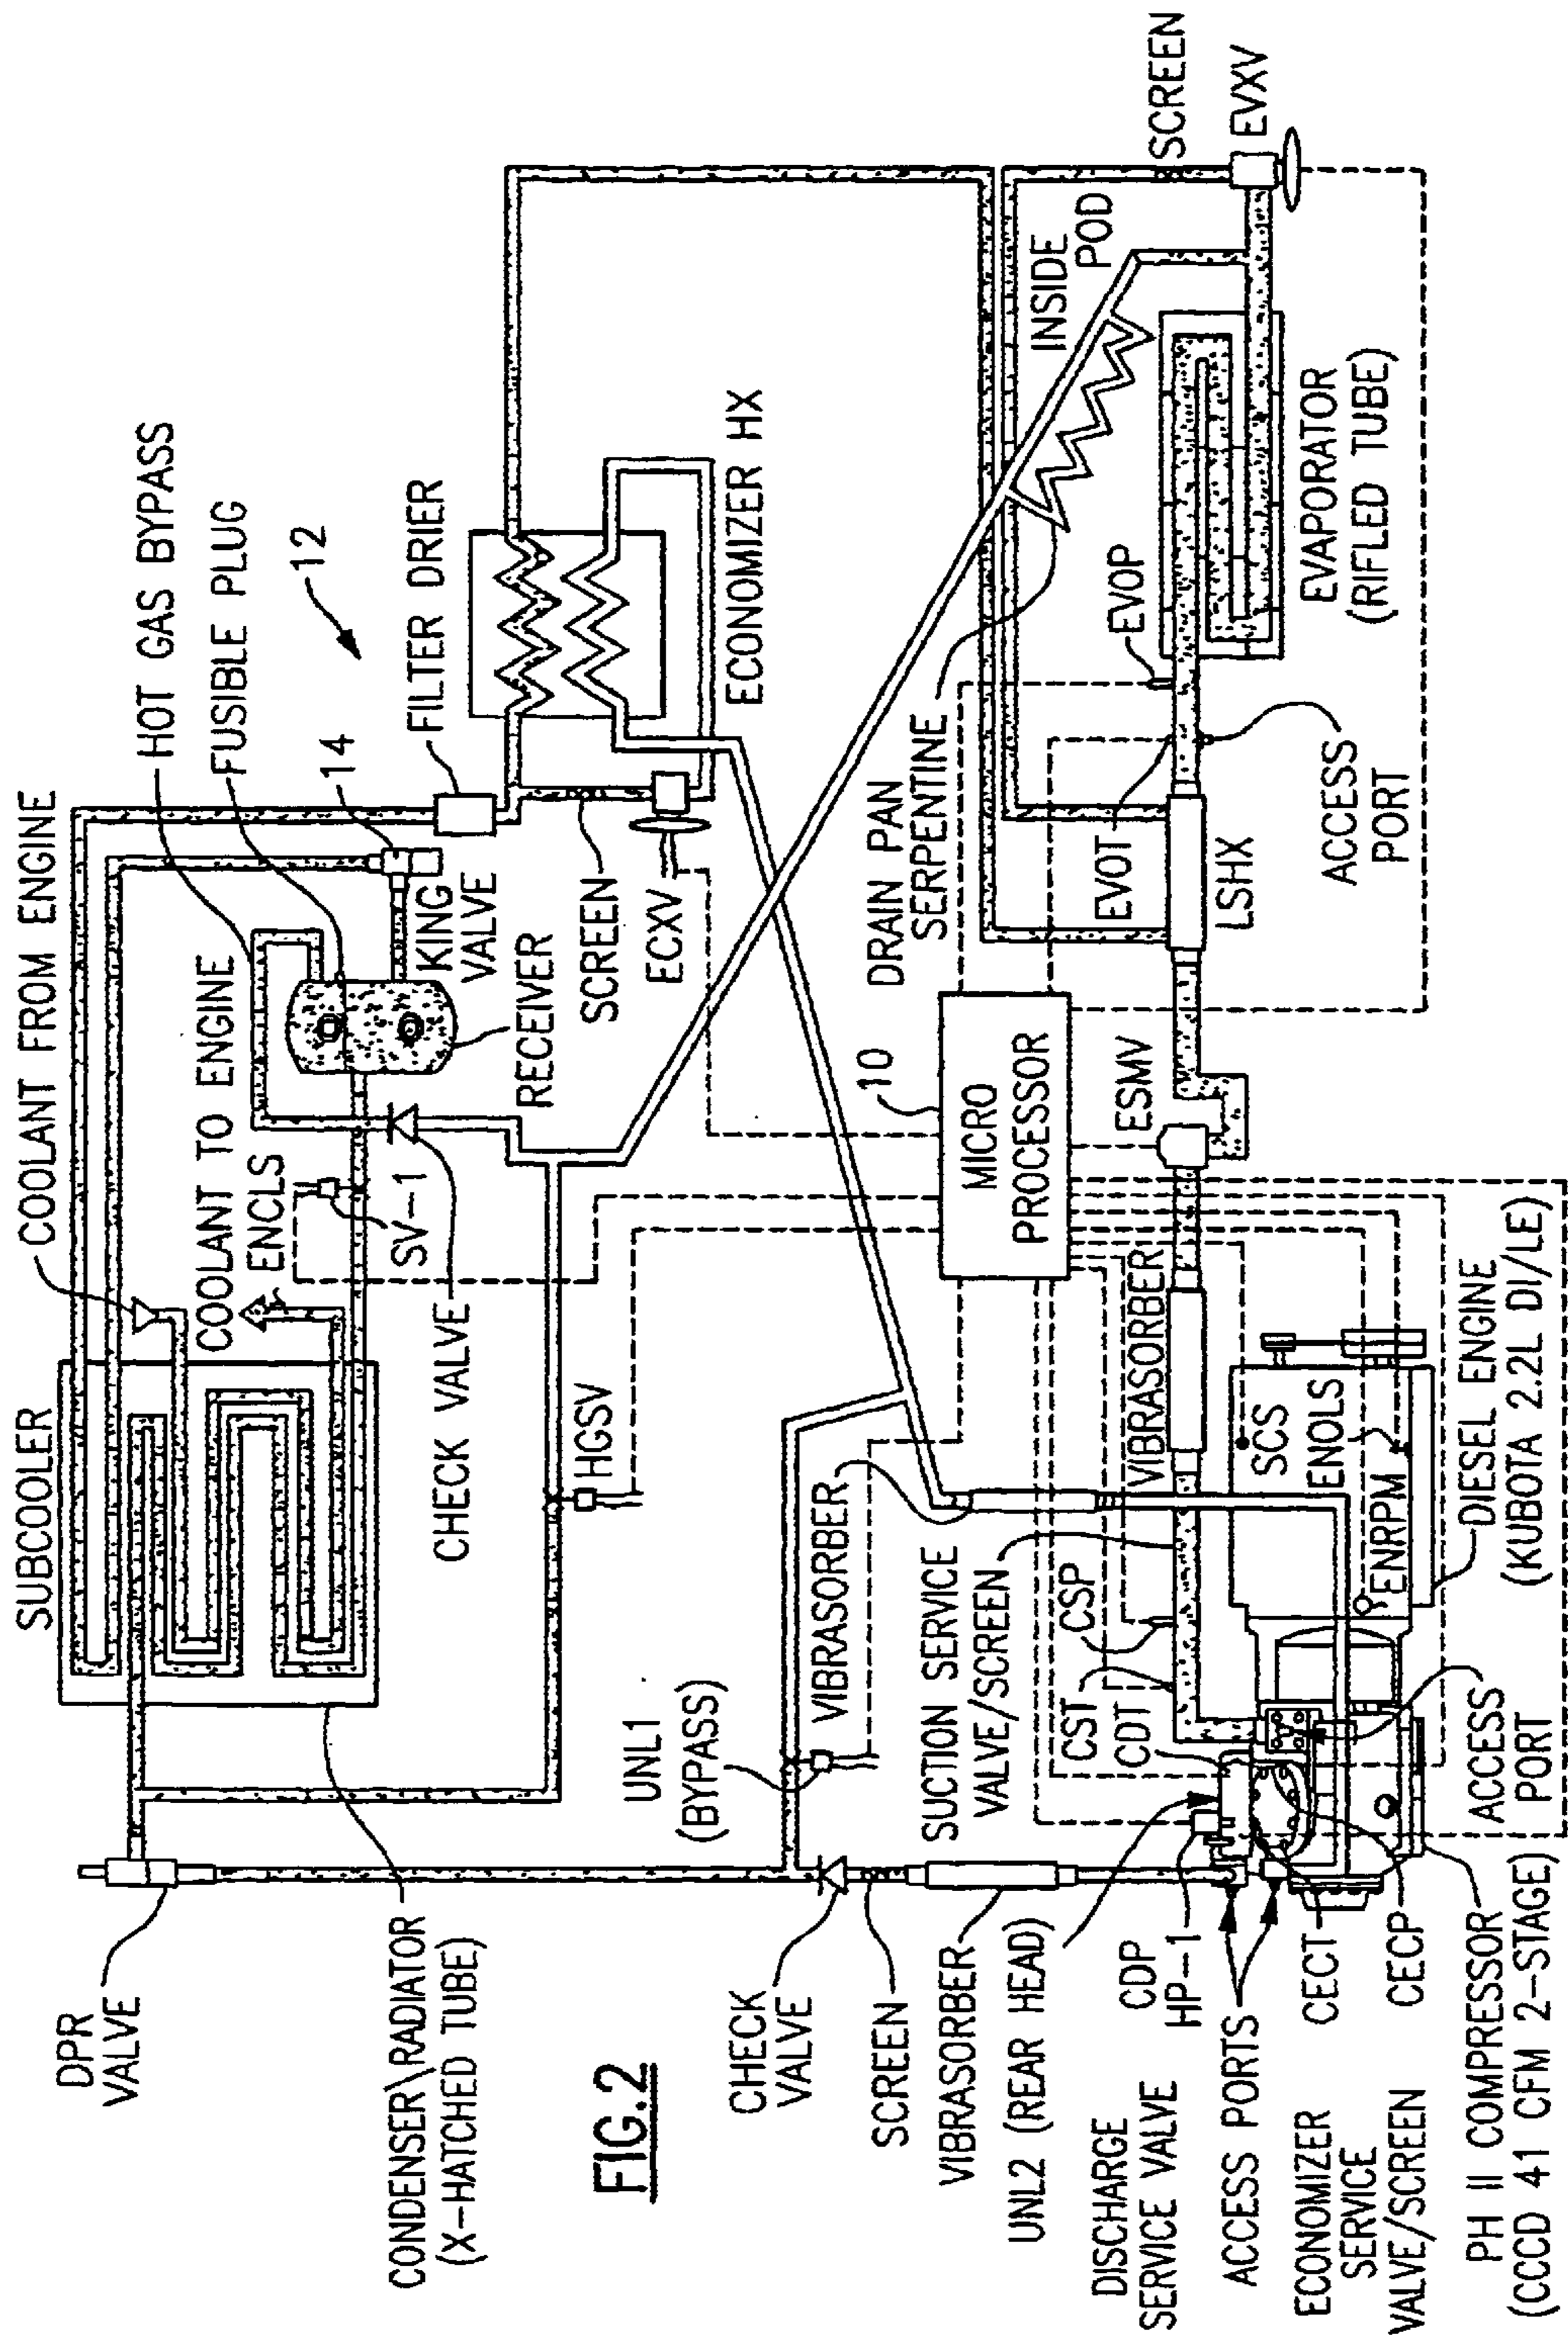 COOLANT FROM ENGINE
COOLANT TO ENGINE
HOT GAS BYPASS
FUSIBLE PLUG
12
14
KING
VALVE
FILTER DRIER
SUBCOOLER
ENCLS
SV-1
RECEIVER
SCREEN
ECXV
ECONOMIZER HX
DPR
VALVE
CHECK VALVE
HGSV
CONDENSER\RADIATOR
(X-HATCHED TUBE)
FIG.2
UNL1
(BYPASS)
VIBRASORBER
10
MICRO
PROCESSOR
DRAIN PAN
SERPENTINE
INSIDE
POD
SCREEN
EVXV
EVOP
EVOT
LSHX
ACCESS
PORT
EVAPORATOR
(RIFLED TUBE)
ESMV
CHECK
VALVE
SCREEN
VIBRASORBER
UNL2 (REAR HEAD)
SUCTION SERVICE
VALVE/SCREEN
VIBRASORBER
CSP
CST
CDT
SCS
ENOLS
ENRPM
DIESEL ENGINE
(KUBOTA 2.2L DI/LE)
DISCHARGE
SERVICE VALVE
CDP
HP-1
ACCESS PORTS
CECT
CECP
ACCESS
PORT
ECONOMIZER
SERVICE
VALVE/SCREEN
PH II COMPRESSOR
(CCCD 41 CFM 2-STAGE)